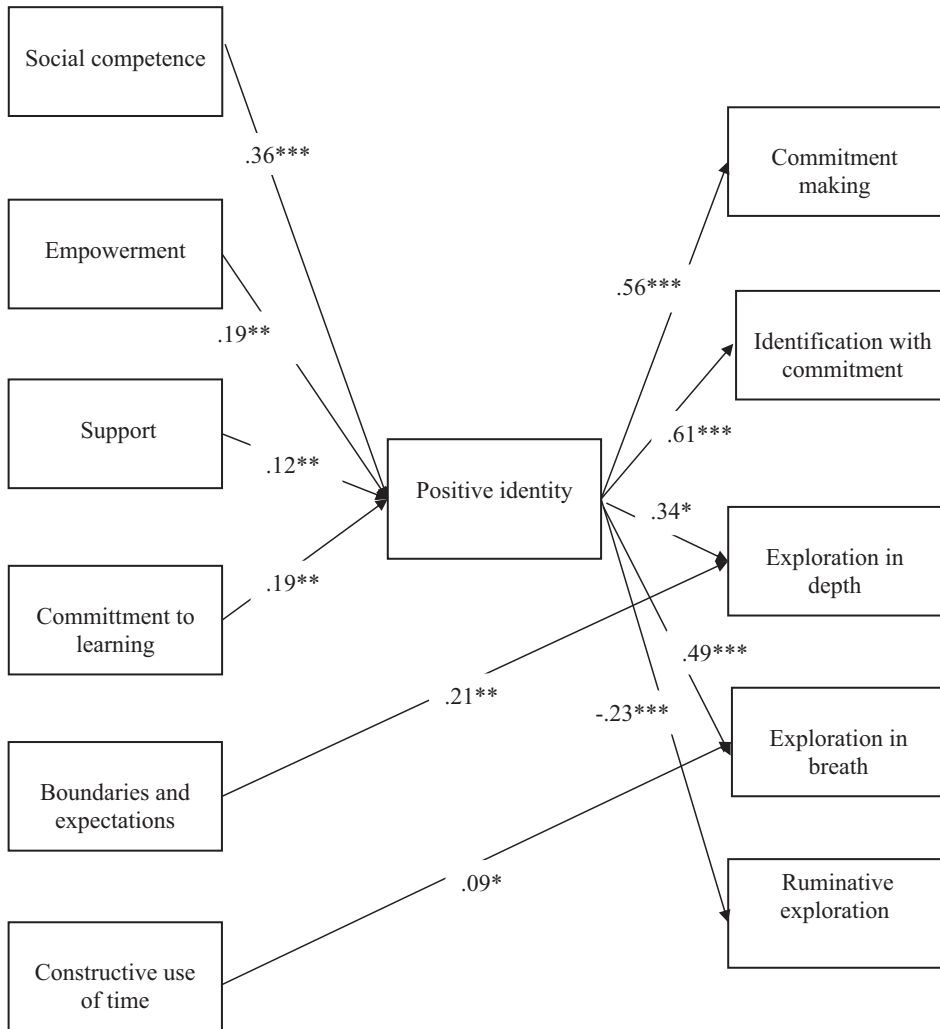 Social competence
.36***
Commitment
making
Empowerment
.56***
.19**
Identification with
commitment
Support
.61***
.12**
Positive identity
.34*
Exploration in
depth
.19**
Committment to
learning
.49***
.21**
-.23***
Exploration in
breath
Boundaries and
expectations
.09*
Ruminative
exploration
Constructive use
of time